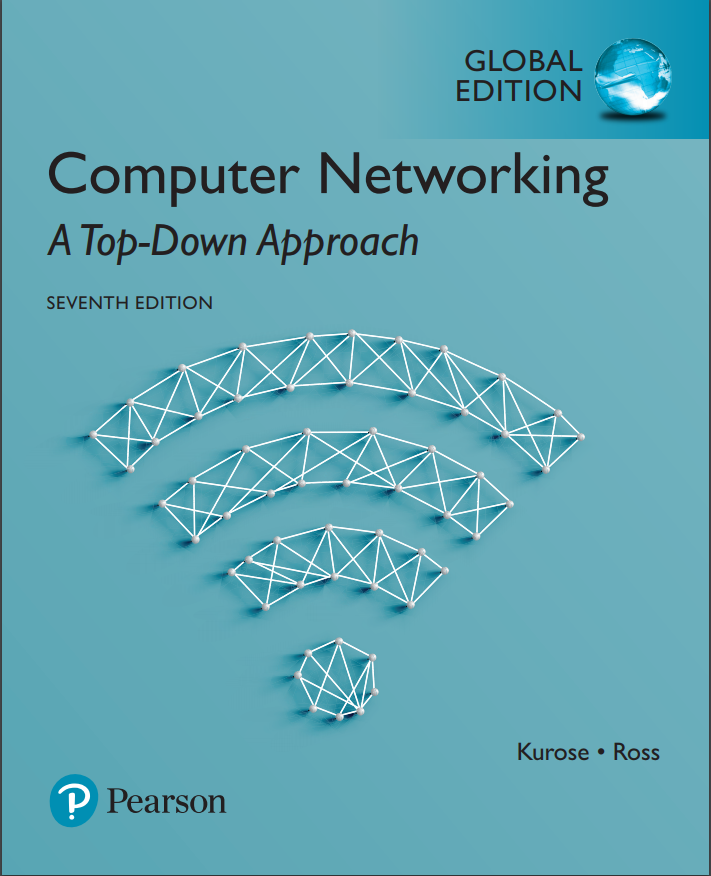 GLOBAL
EDITION
Computer Networking
A Top-Down Approach
SEVENTH EDITION
Kurose • Ross
P Pearson